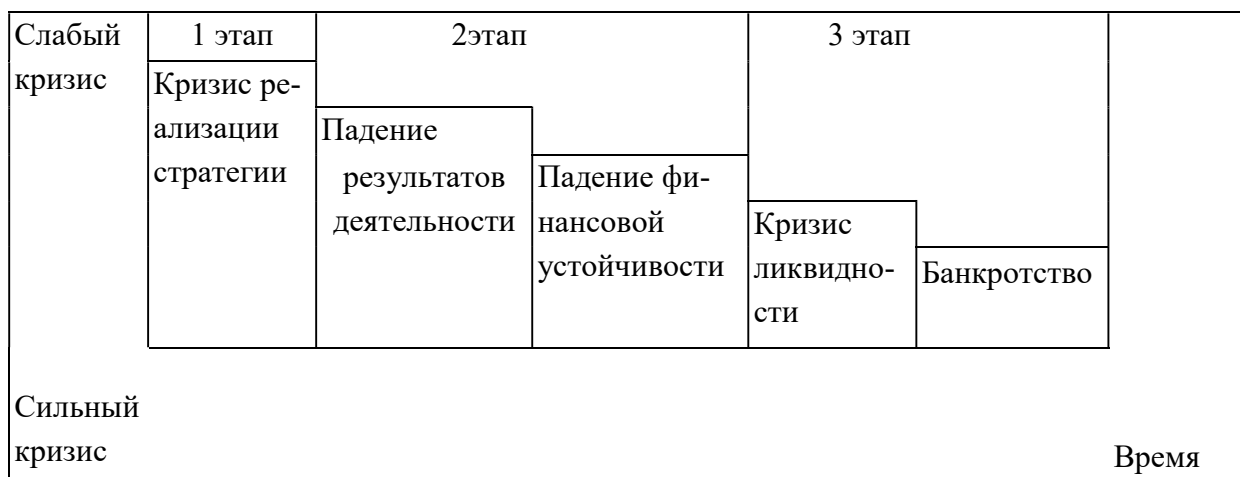 Слабый
кризис
1 этап
2этап
3 этап
Кризис ре-
ализации
стратегии
Падение
результатов
деятельности
Падение фи-
нансовой
устойчивости
Кризис
ликвидно-
сти
Банкротство
Сильный
кризис
Время